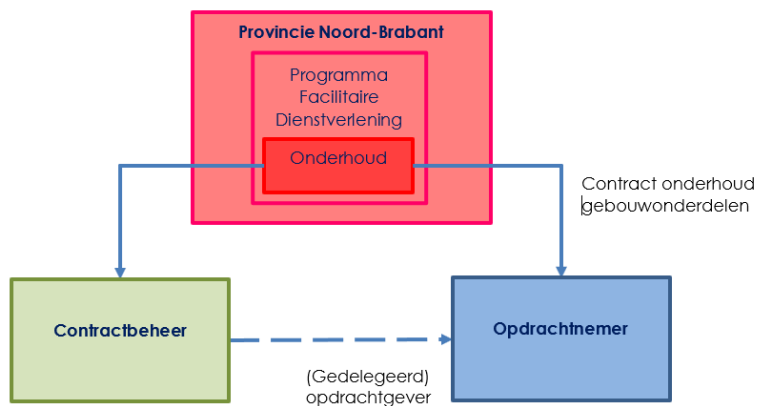 Provincie Noord-Brabant
Programma
Facilitaire
Dienstverlening
Onderhoud
Contract onderhoud
gebouwonderdelen
Contractbeheer
Opdrachtnemer
(Gedelegeerd)
opdrachtgever